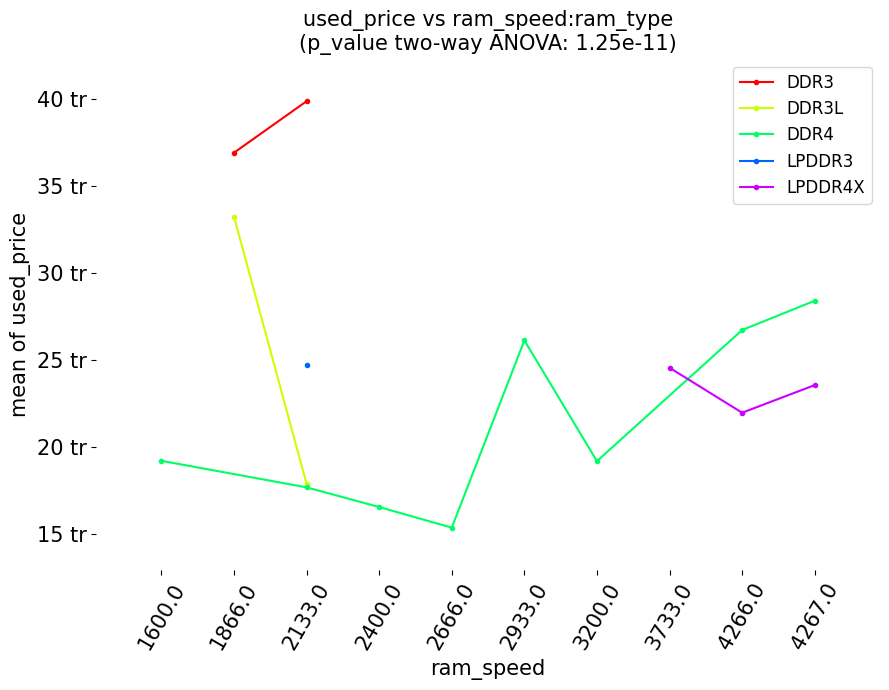 used_price vs ram_speed:ram_type
(p_value two-way ANOVA: 1.25e-11)
DDR3
DDR3L
DDR4
LPDDR3
LPDDR4X
40 tr
35 tr
30 tr
25 tr
20 tr
15 tr
mean of used_price
1600.0
1866.0
2133.0
2400.0
2666.0
2933.0
3200.0
3733.0
4266.0
4267.0
ram_speed